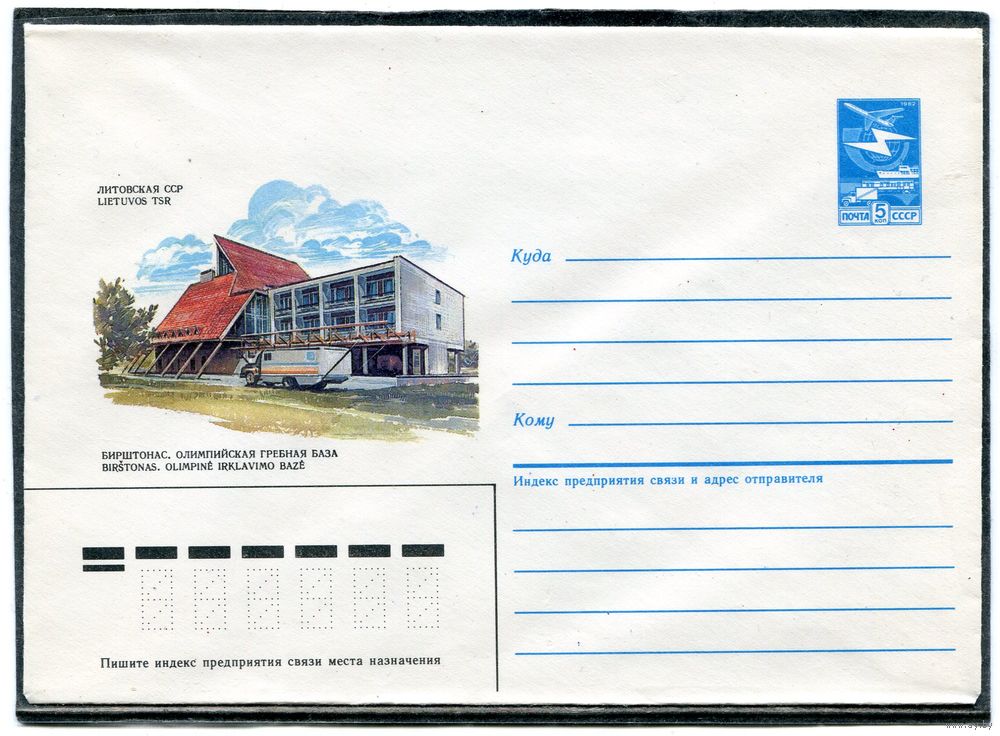 1982
ПОЧТА 5 КОП СССР
ЛИТОВСКАЯ ССР
LIETUVOS TSR
Куда
Кому
БИРШТОНАС. ОЛИМПИЙСКАЯ ГРЕБНАЯ БАЗА
BIRŠTONAS. OLIMPINĖ IRKLAVIMO BAZĖ
Индекс предприятия связи и адрес отправителя
Пишите индекс предприятия связи места назначения